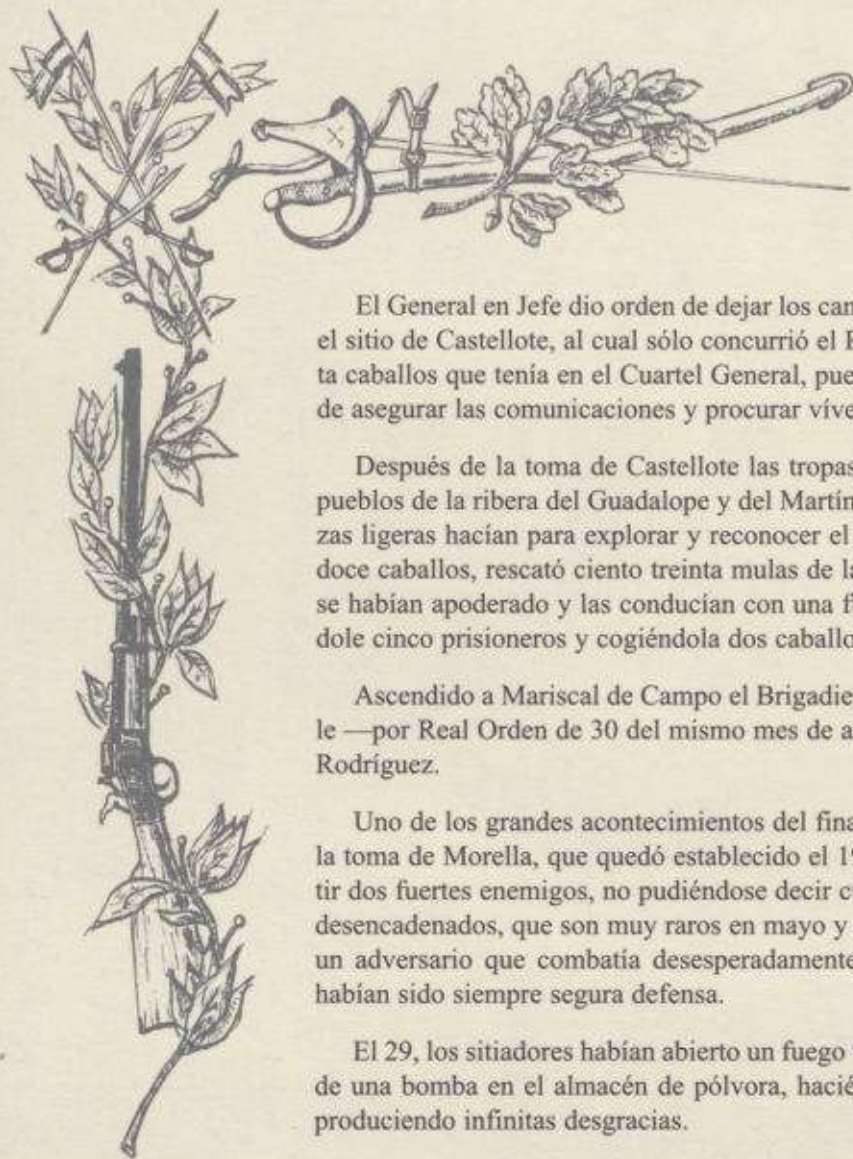 El General en Jefe dio orden de dejar los can
el sitio de Castellote, al cual sólo concurrió el
ta caballos que tenía en el Cuartel General, pue
de asegurar las comunicaciones y procurar víve
Después de la toma de Castellote las tropas
pueblos de la ribera del Guadalope y del Martín
zas ligeras hacían para explorar y reconocer el
doce caballos, rescató ciento treinta mulas de la
se habían apoderado y las conducían con una f
dole cinco prisioneros y cogiéndola dos caballo
Ascendido a Mariscal de Campo el Brigadie
le —por Real Orden de 30 del mismo mes de a
Rodríguez.
Uno de los grandes acontecimientos del fina
la toma de Morella, que quedó establecido el 19
tir dos fuertes enemigos, no pudiéndose decir c
desencadenados, que son muy raros en mayo y
un adversario que combatía desesperadamente
habían sido siempre segura defensa.
El 29, los sitiadores habían abierto un fuego
de una bomba en el almacén de pólvora, hacié
produciendo infinitas desgracias.